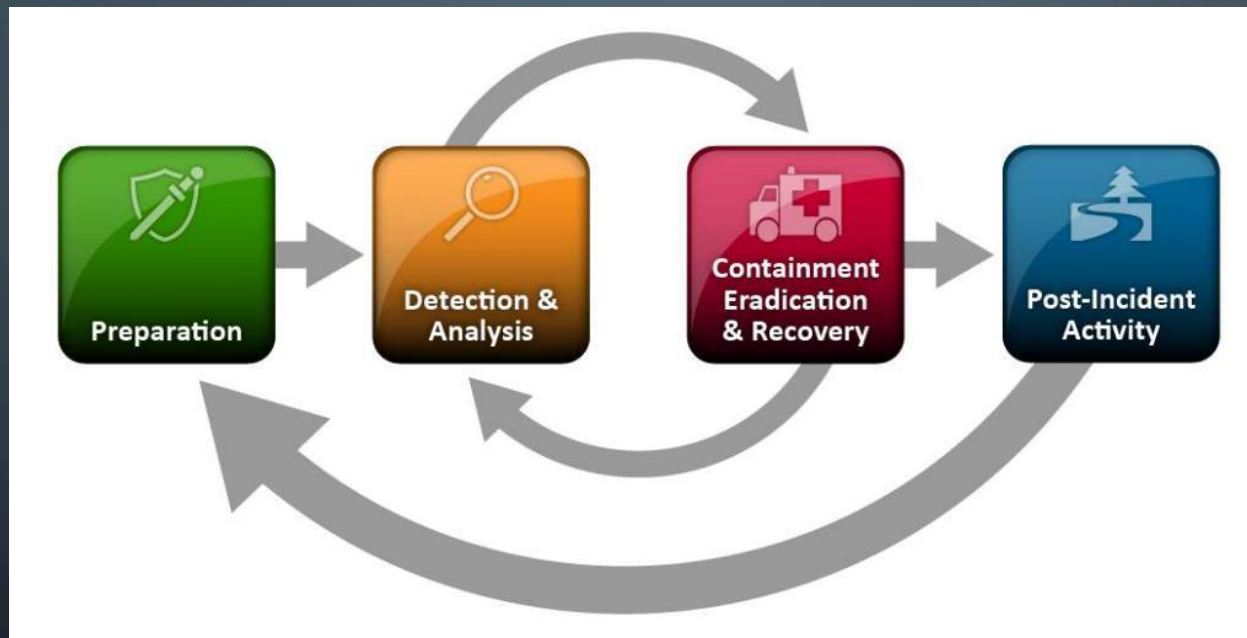 Preparation
Detection &
Analysis
Containment
Eradication
& Recovery
Post-Incident
Activity